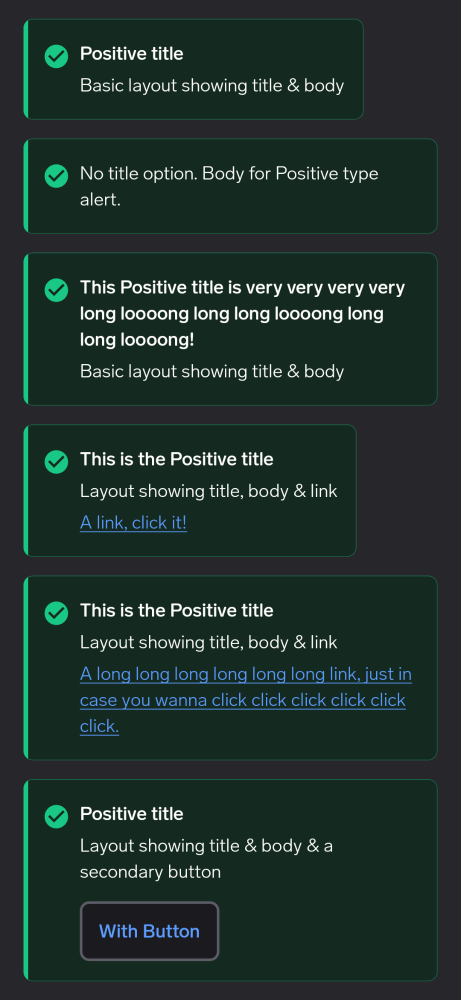 Positive title
Basic layout showing title & body
No title option. Body for Positive type
alert.
This Positive title is very very very very
long loooong long long loooong long
long loooong!
Basic layout showing title & body
This is the Positive title
Layout showing title, body & link
A link, click it!
This is the Positive title
Layout showing title, body & link
A long long long long long long link, just in
case you wanna click click click click click
click.
Positive title
Layout showing title & body & a
secondary button
With Button